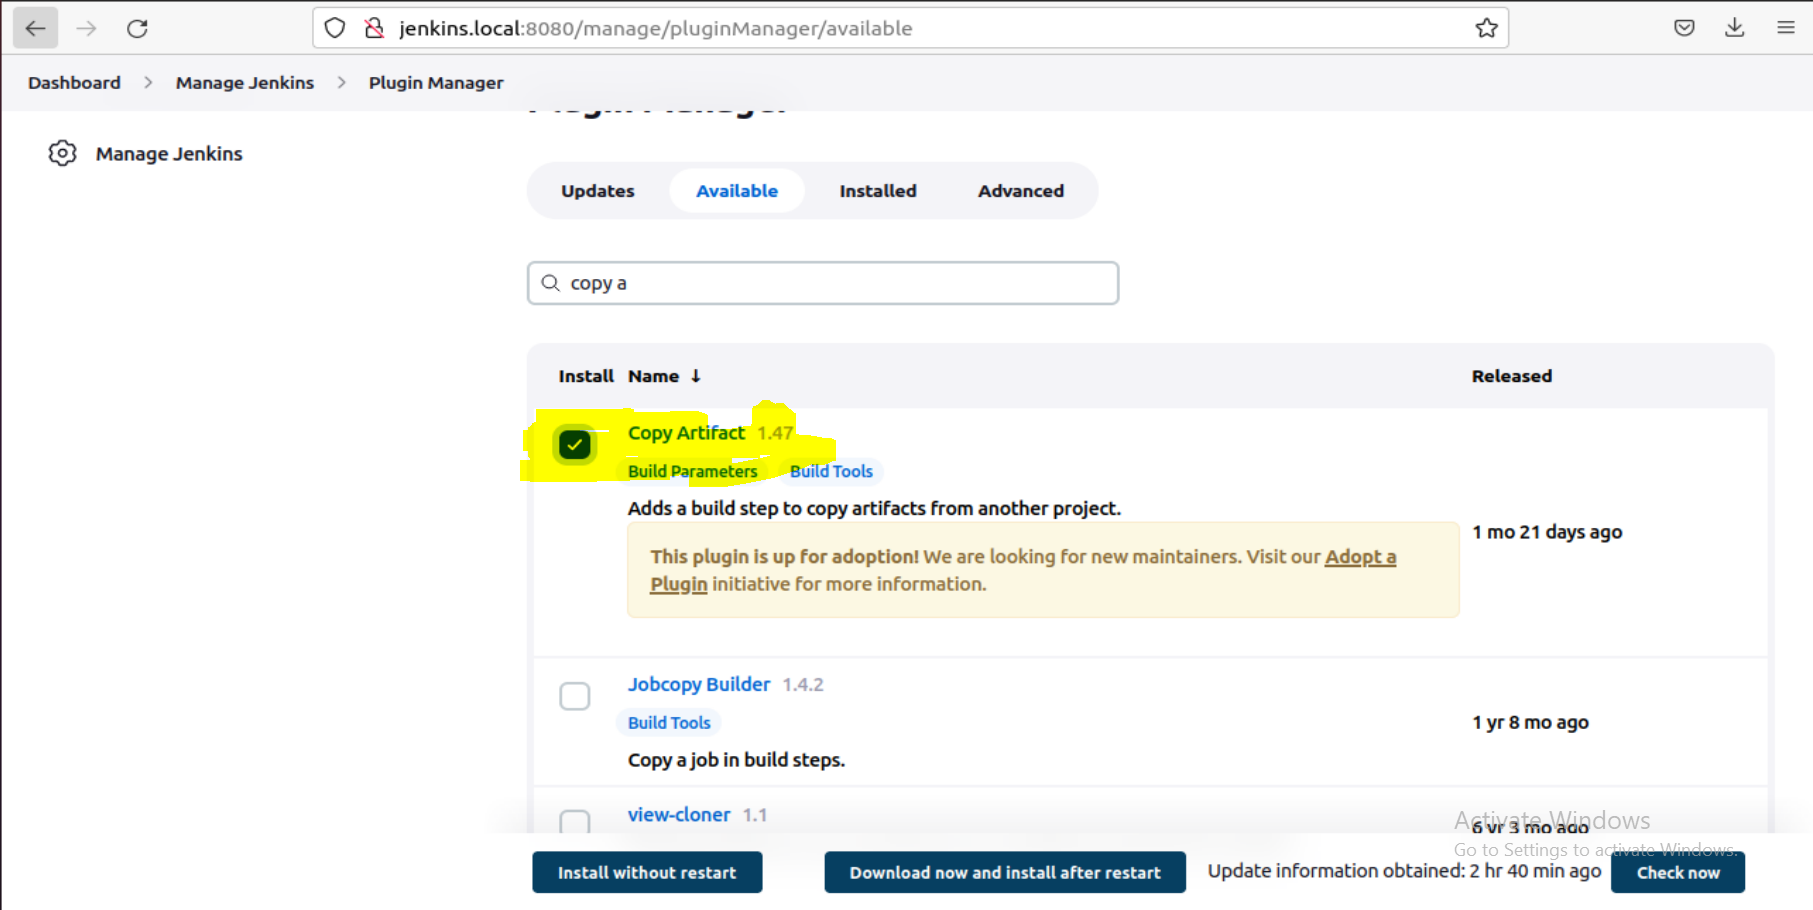 jenkins.local:8080/manage/pluginManager/available
Dashboard > Manage Jenkins > Plugin Manager
Plugin Manager
Manage Jenkins
Updates Available Installed Advanced
copy a
Install Name ↓ Released
Copy Artifact 1.47
Build Parameters Build Tools
Adds a build step to copy artifacts from another project.
This plugin is up for adoption! We are looking for new maintainers. Visit our Adopt a
Plugin initiative for more information.
1 mo 21 days ago
Jobcopy Builder 1.4.2
Build Tools
Copy a job in build steps.
1 yr 8 mo ago
view-cloner 1.1
6 yr 3 mo ago
Activate Windows
Go to Settings to activate Windows.
Install without restart Download now and install after restart Update information obtained: 2 hr 40 min ago Check now